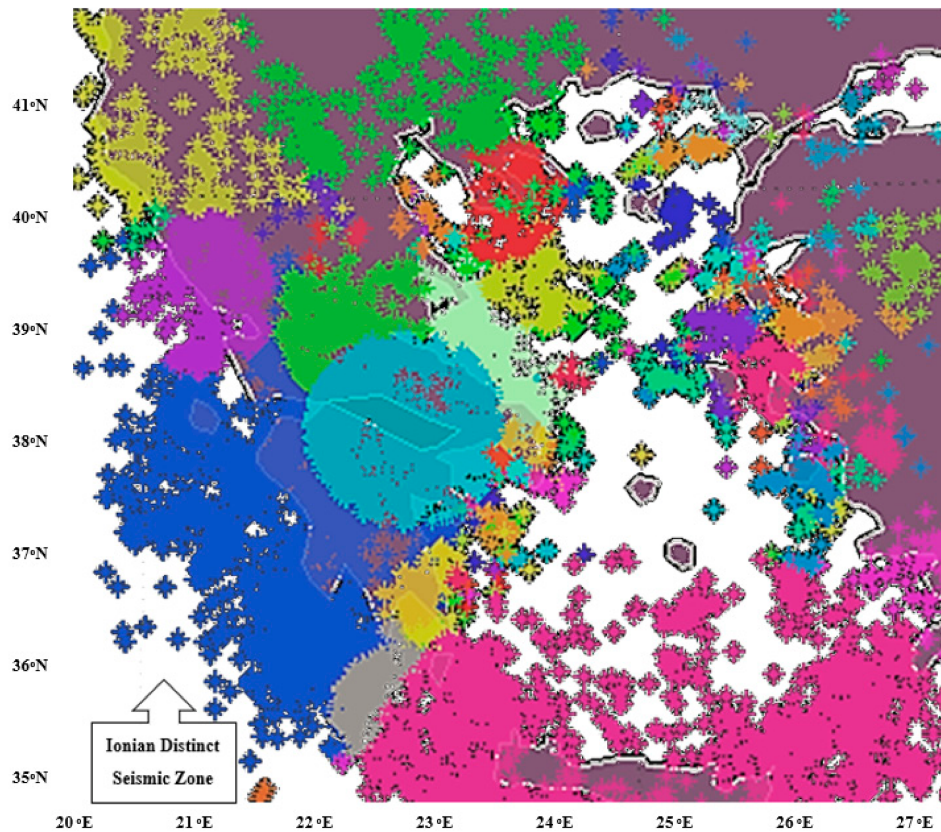 41°N
40°N
39°N
38°N
37°N
36°N
35°N
Ionian Distinct
Seismic Zone
20 °E 21 °E 22 °E 23 °E 24 °E 25 °E 26 °E 27 °E